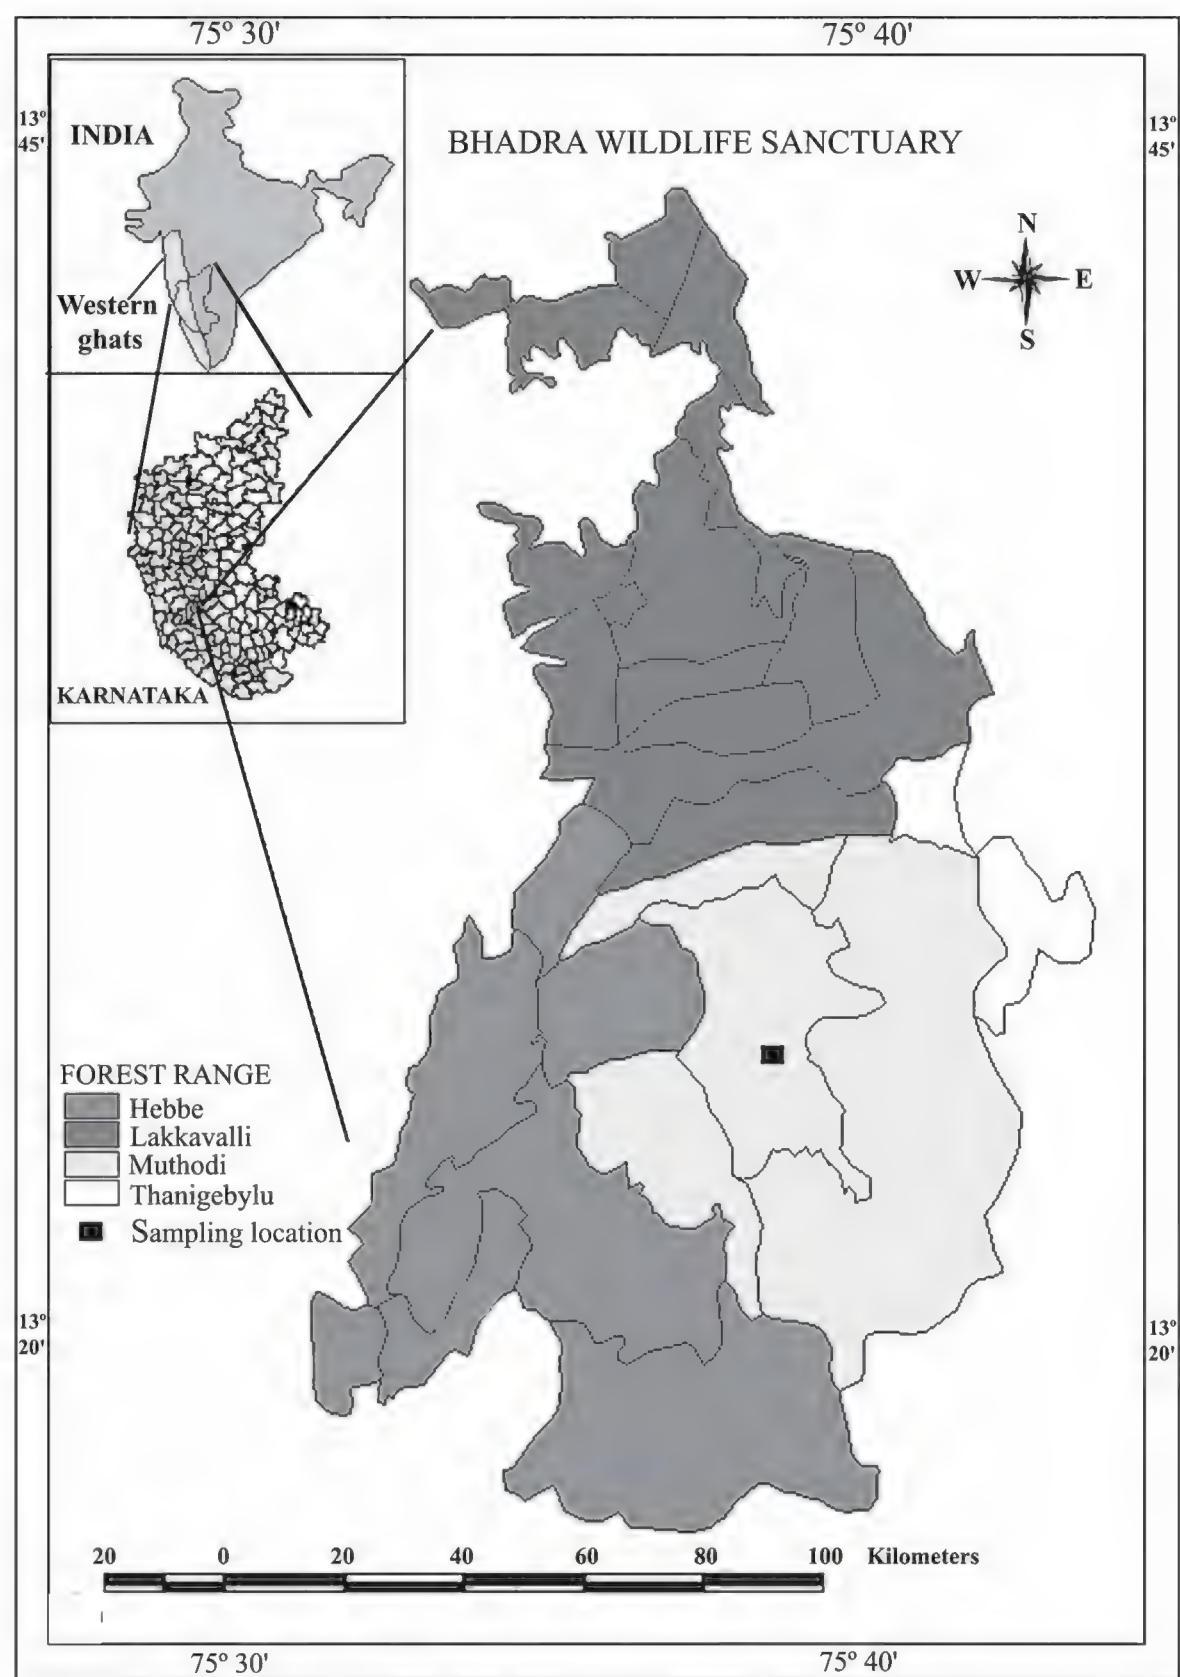 75° 30'
75° 40'
13°
45'
13°
45'
INDIA
BHADRA WILDLIFE SANCTUARY
N
W
E
S
Western
ghats
KARNATAKA
FOREST RANGE
Hebbe
Lakkavalli
Muthodi
Thanigebylu
Sampling location
13°
20'
13°
20'
20 0 20 40 60 80 100 Kilometers
75° 30'
75° 40'